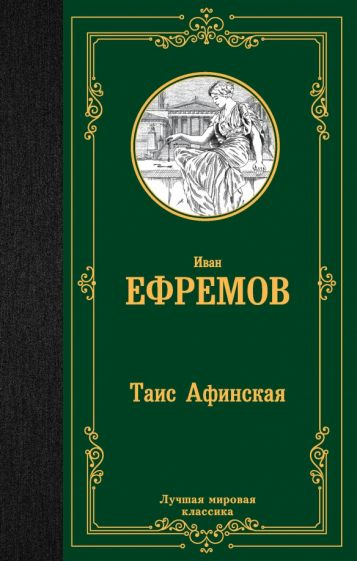 Иван
ЕФРЕМОВ
Таис Афинская
Лучшая мировая
классика